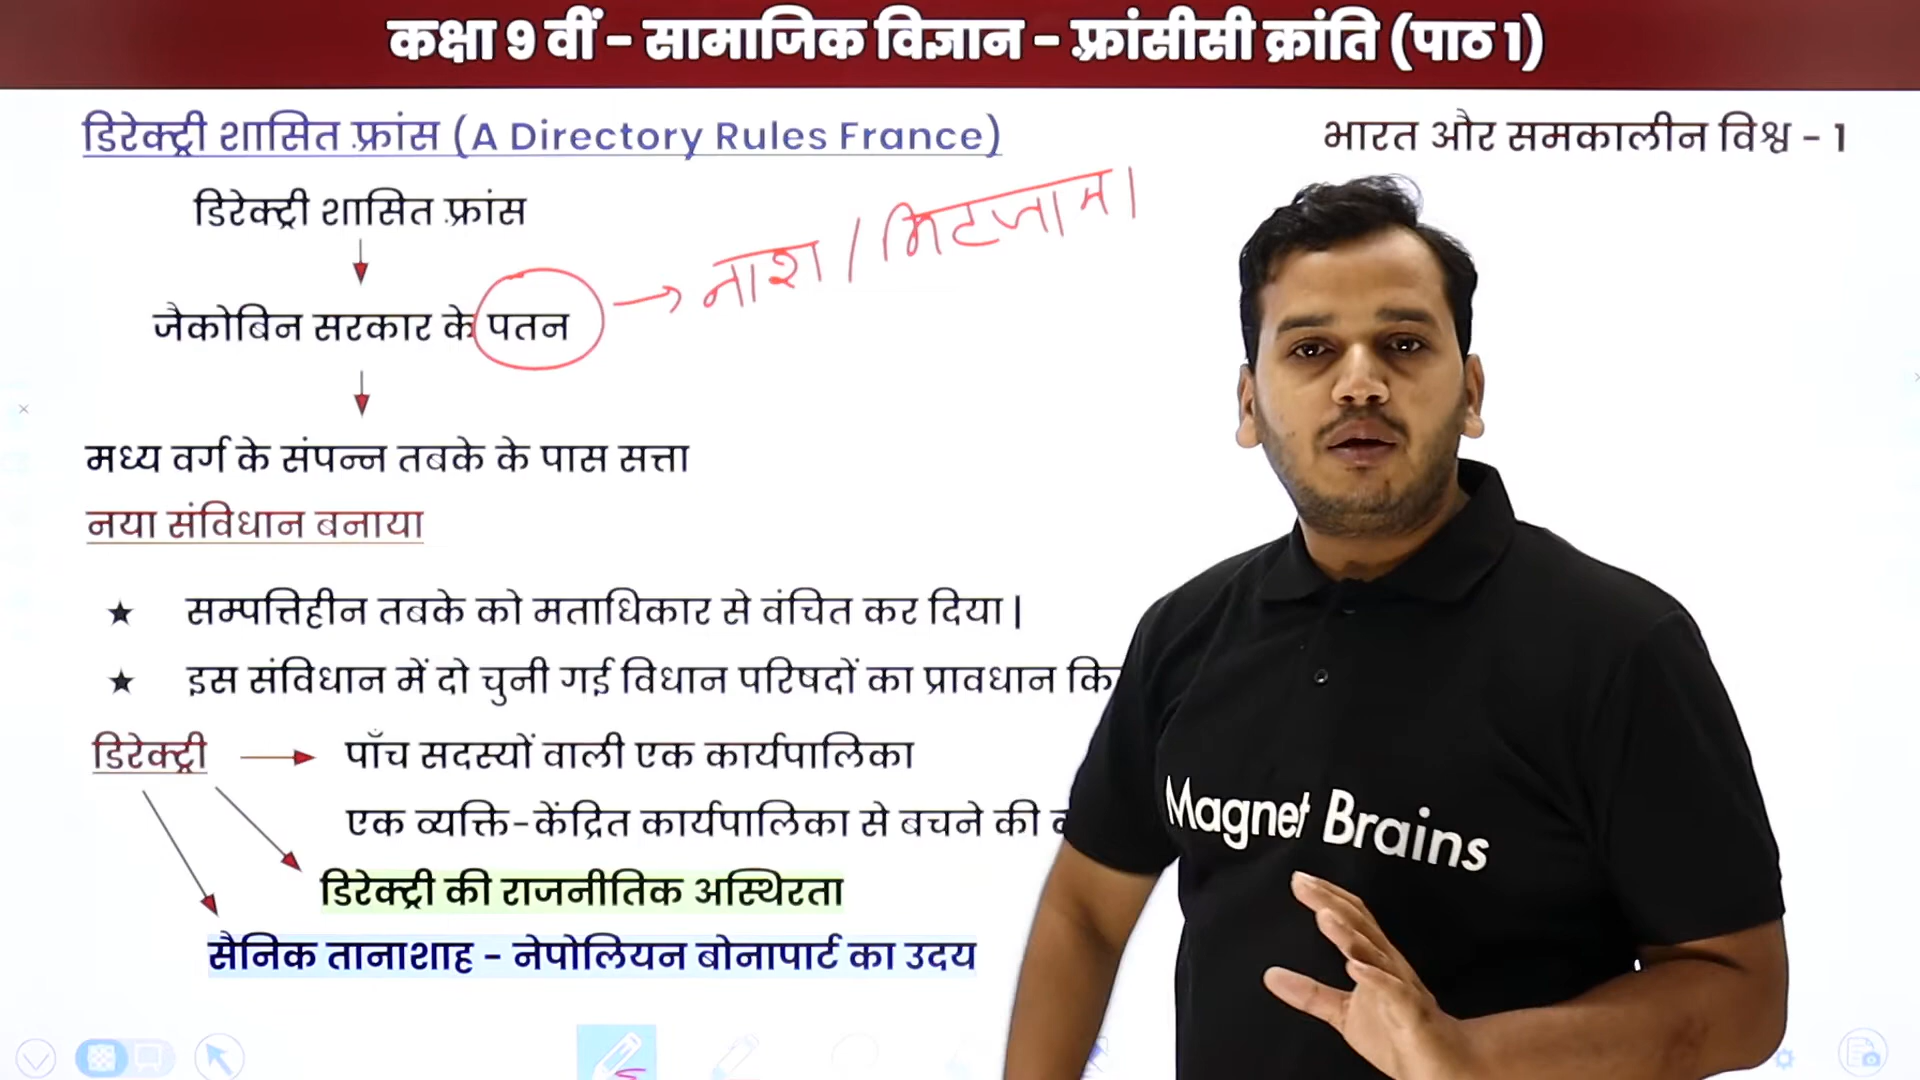 कक्षा 9 वीं - सामाजिक विज्ञान - फ़्रांसीसी क्रांति (पाठ 1)
डिरेक्ट्री शासित फ़्रांस (A Directory Rules France)
भारत और समकालीन विश्व - 1
डिरेक्ट्री शासित फ़्रांस
जैकोबिन सरकार के पतन → नाश / मिटजाना
मध्य वर्ग के संपन्न तबके के पास सत्ता
नया संविधान बनाया
★ सम्पत्तिहीन तबके को मताधिकार से वंचित कर दिया |
★ इस संविधान में दो चुनी गई विधान परिषदों का प्रावधान
डिरेक्ट्री → पाँच सदस्यों वाली एक कार्यपालिका
एक व्यक्ति-केंद्रित कार्यपालिका से बचने की
डिरेक्ट्री की राजनीतिक अस्थिरता
सैनिक तानाशाह - नेपोलियन बोनापार्ट का उदय
Magnet Brains